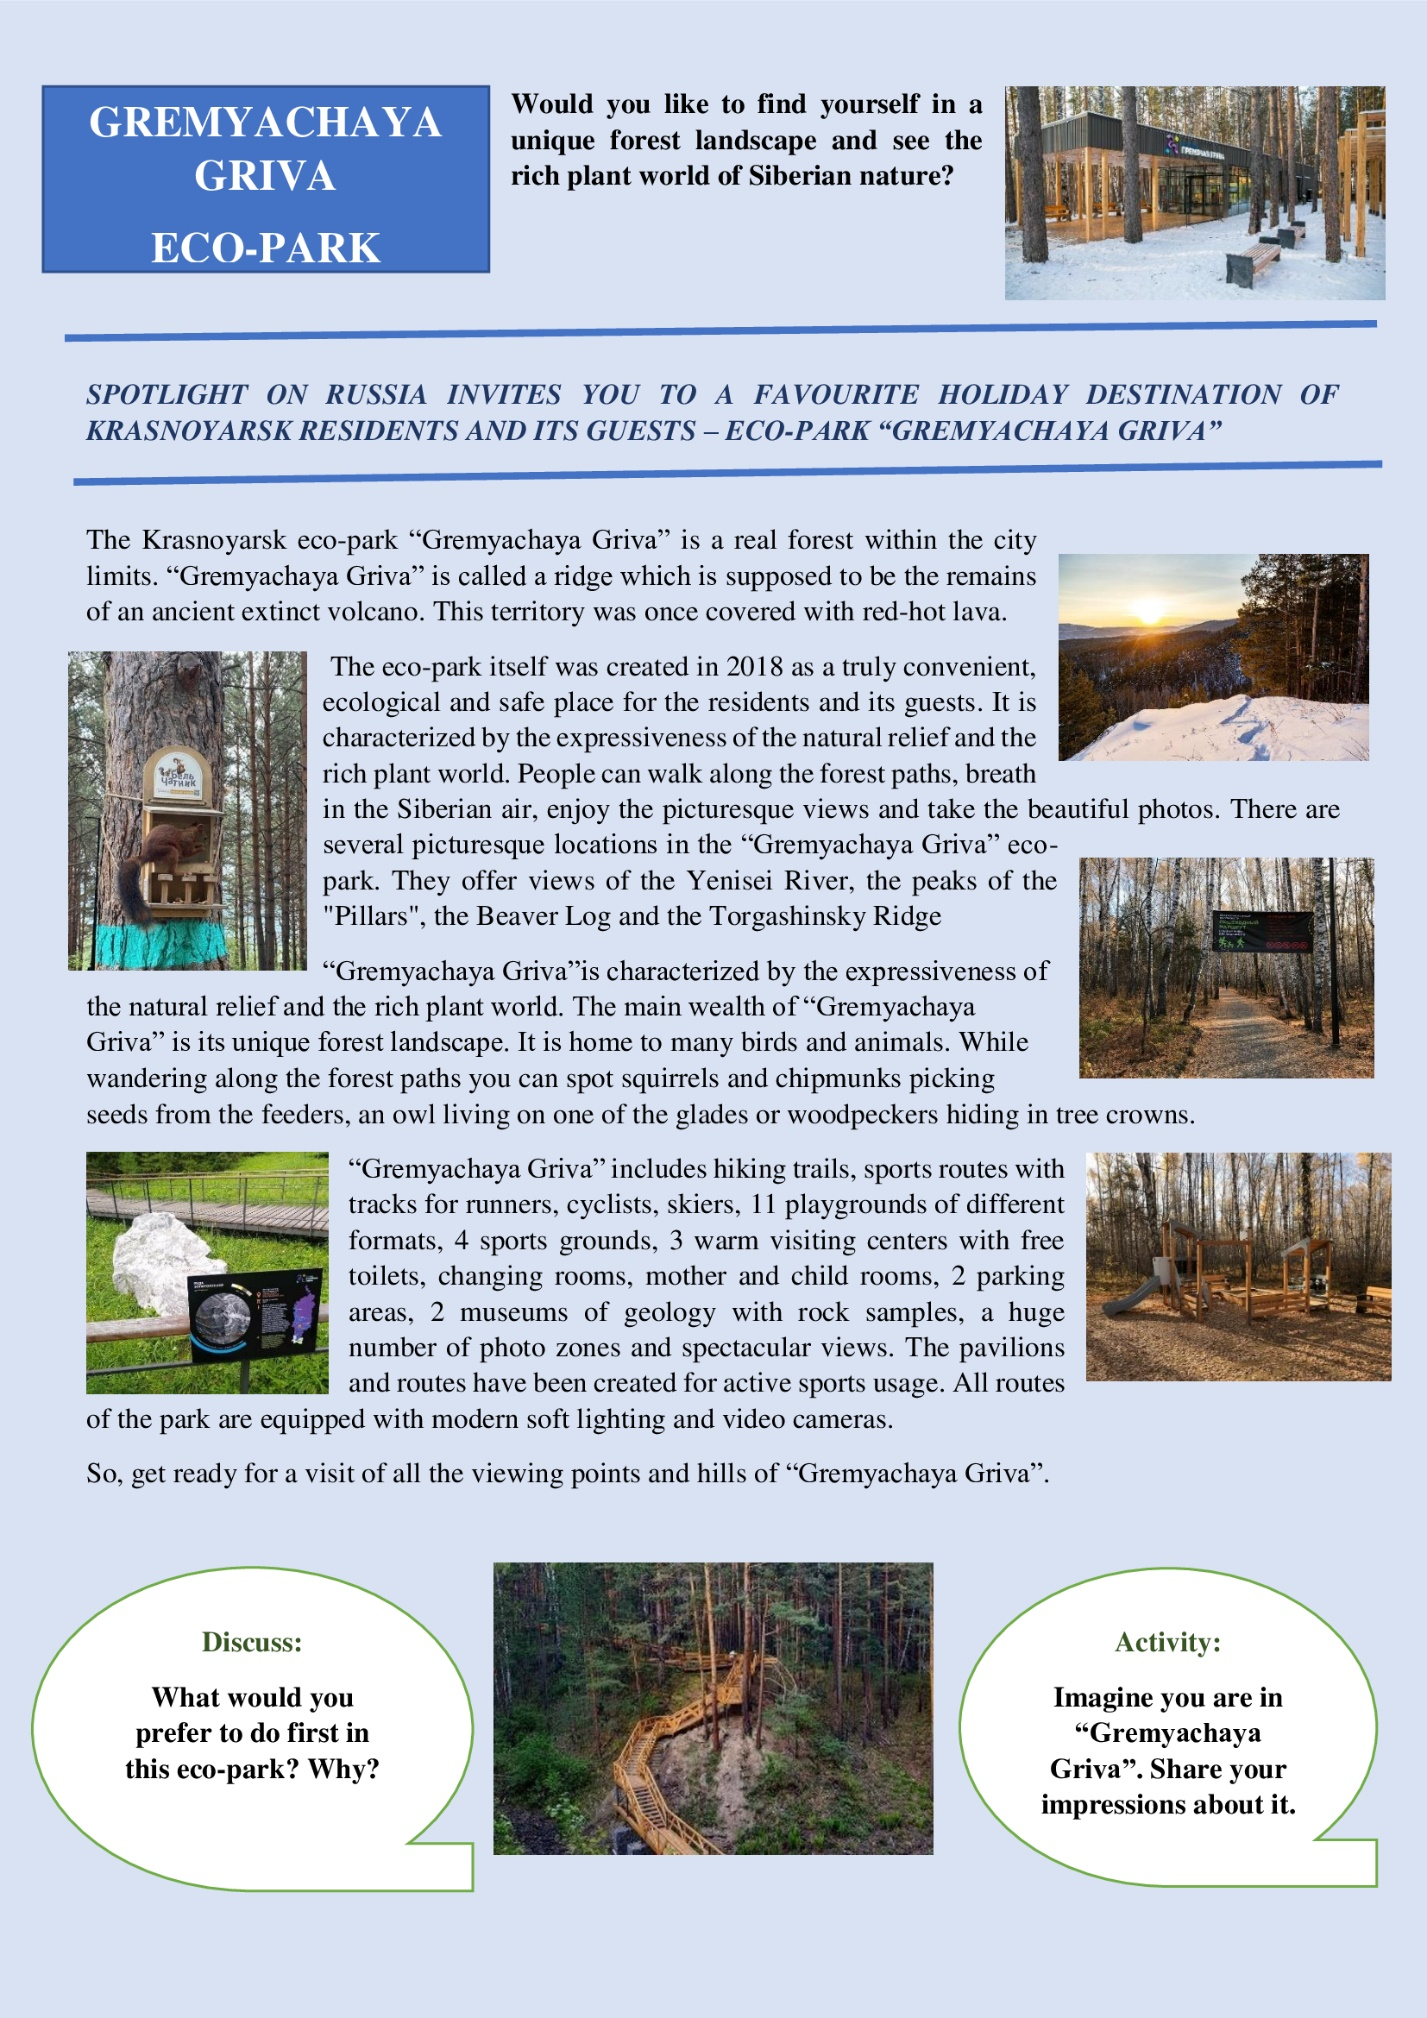 GREMYACHAYA
GRIVA
ECO-PARK
Would you like to find yourself in a
unique forest landscape and see the
rich plant world of Siberian nature?
ГРЕМЯЧАЯ ГРИВА
SPOTLIGHT ON RUSSIA INVITES YOU TO A FAVOURITE HOLIDAY DESTINATION OF
KRASNOYARSK RESIDENTS AND ITS GUESTS – ECO-PARK “GREMYACHAYA GRIVA”
The Krasnoyarsk eco-park “Gremyachaya Griva” is a real forest within the city
limits. “Gremyachaya Griva” is called a ridge which is supposed to be the remains
of an ancient extinct volcano. This territory was once covered with red-hot lava.
The eco-park itself was created in 2018 as a truly convenient,
ecological and safe place for the residents and its guests. It is
characterized by the expressiveness of the natural relief and the
rich plant world. People can walk along the forest paths, breath
in the Siberian air, enjoy the picturesque views and take the beautiful photos. There are
several picturesque locations in the “Gremyachaya Griva” eco-
park. They offer views of the Yenisei River, the peaks of the
"Pillars", the Beaver Log and the Torgashinsky Ridge
“Gremyachaya Griva”is characterized by the expressiveness of
the natural relief and the rich plant world. The main wealth of “Gremyachaya
Griva” is its unique forest landscape. It is home to many birds and animals. While
wandering along the forest paths you can spot squirrels and chipmunks picking
seeds from the feeders, an owl living on one of the glades or woodpeckers hiding in tree crowns.
“Gremyachaya Griva” includes hiking trails, sports routes with
tracks for runners, cyclists, skiers, 11 playgrounds of different
formats, 4 sports grounds, 3 warm visiting centers with free
toilets, changing rooms, mother and child rooms, 2 parking
areas, 2 museums of geology with rock samples, a huge
number of photo zones and spectacular views. The pavilions
and routes have been created for active sports usage. All routes
of the park are equipped with modern soft lighting and video cameras.
So, get ready for a visit of all the viewing points and hills of “Gremyachaya Griva”.
Discuss:
What would you
prefer to do first in
this eco-park? Why?
Activity:
Imagine you are in
“Gremyachaya
Griva”. Share your
impressions about it.